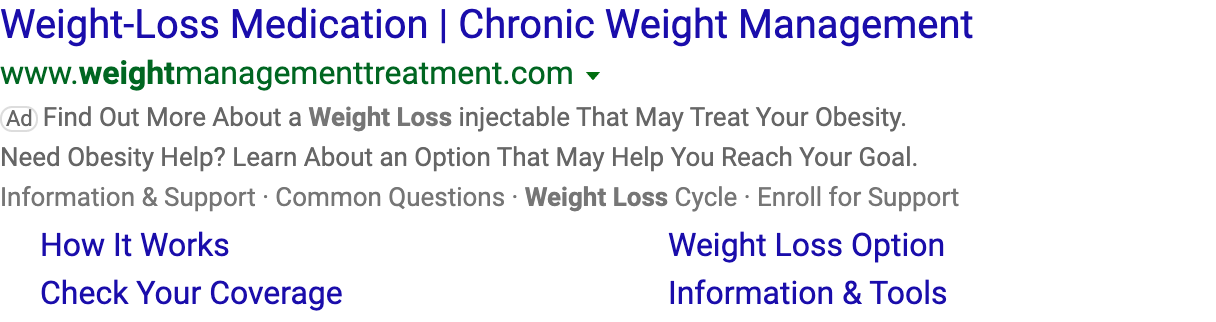 Weight-Loss Medication | Chronic Weight Management
www.weightmanagementtreatment.com
Ad Find Out More About a Weight Loss injectable That May Treat Your Obesity.
Need Obesity Help? Learn About an Option That May Help You Reach Your Goal.
Information & Support · Common Questions · Weight Loss Cycle · Enroll for Support
How It Works Weight Loss Option
Check Your Coverage Information & Tools